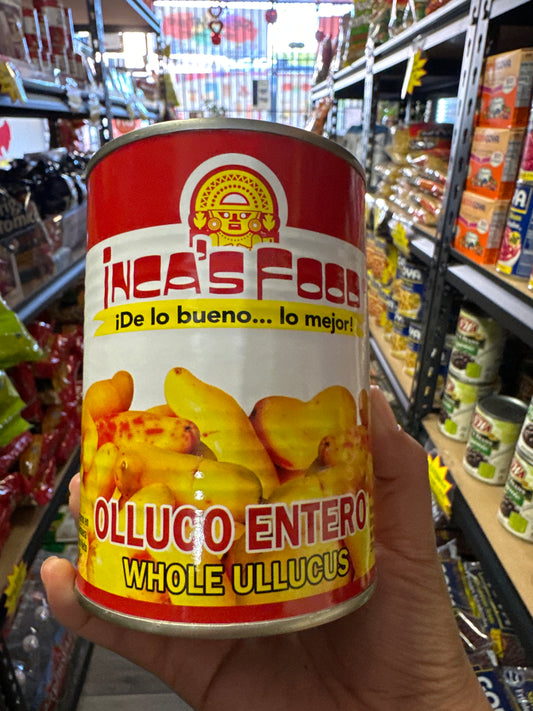 INCA'S FOOD
¡De lo bueno... lo mejor!
OLLUCO ENTERO
WHOLE ULLUCUS